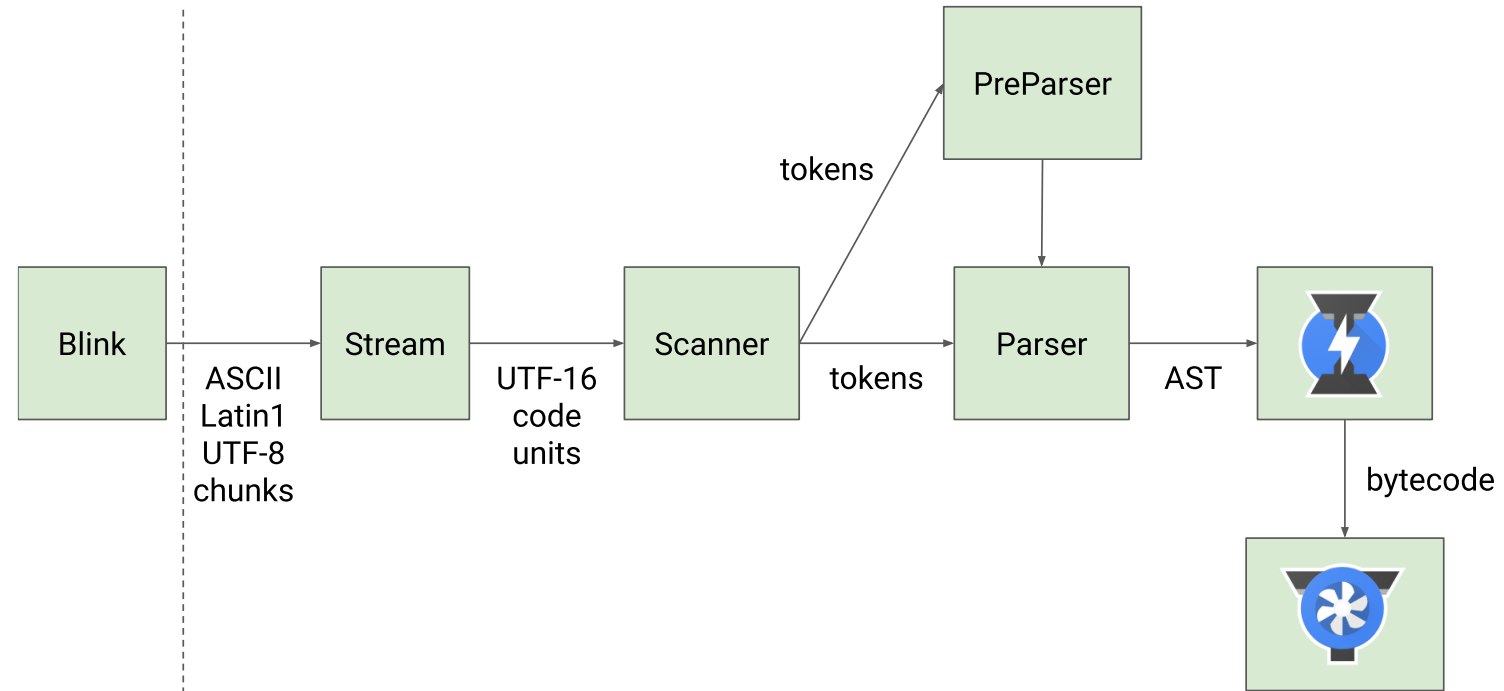 PreParser
tokens
Blink
Stream
Scanner
Parser
ASCII
Latin1
UTF-8
chunks
UTF-16
code
units
tokens
AST
bytecode